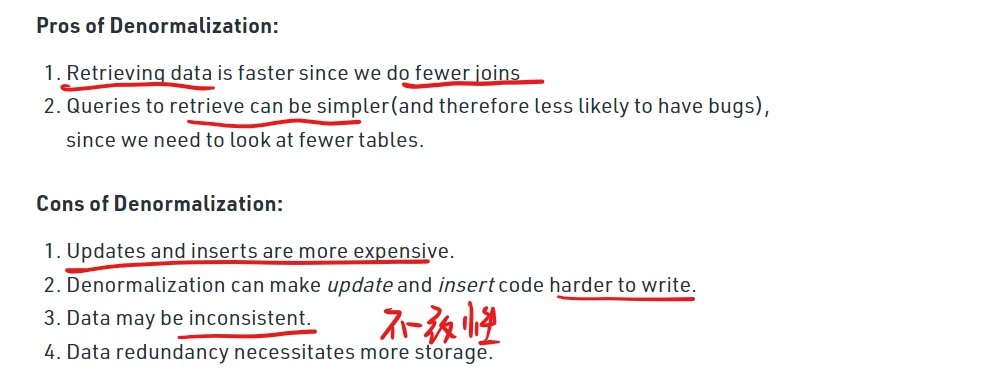 Pros of Denormalization:
1. Retrieving data is faster since we do fewer joins
2. Queries to retrieve can be simpler(and therefore less likely to have bugs),
since we need to look at fewer tables.
Cons of Denormalization:
1. Updates and inserts are more expensive.
2. Denormalization can make update and insert code harder to write.
3. Data may be inconsistent.
不一致性
4. Data redundancy necessitates more storage.